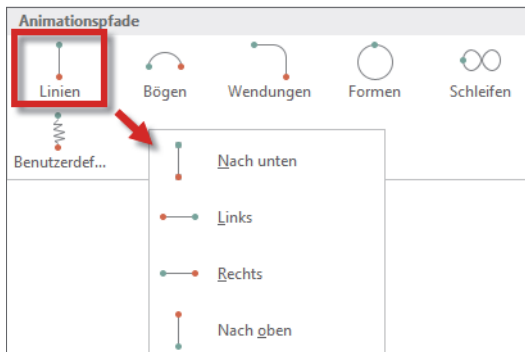 Animationspfade
Linien Bögen Wendungen Formen Schleifen
Benutzerdef...
Nach unten
Links
Rechts
Nach oben